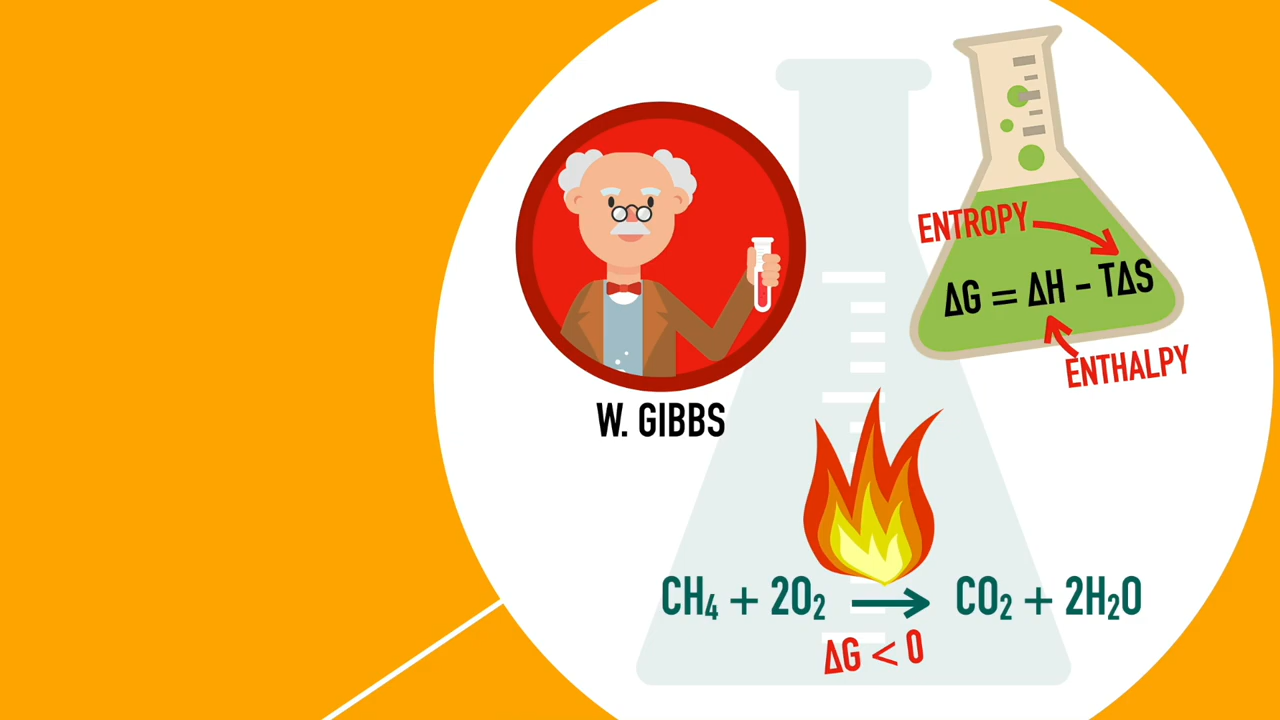 ENTROPY
ΔG = ΔH - TΔS
ENTHALPY
W. GIBBS
CH₄ + 2O₂ → CO₂ + 2H₂O
ΔG < 0